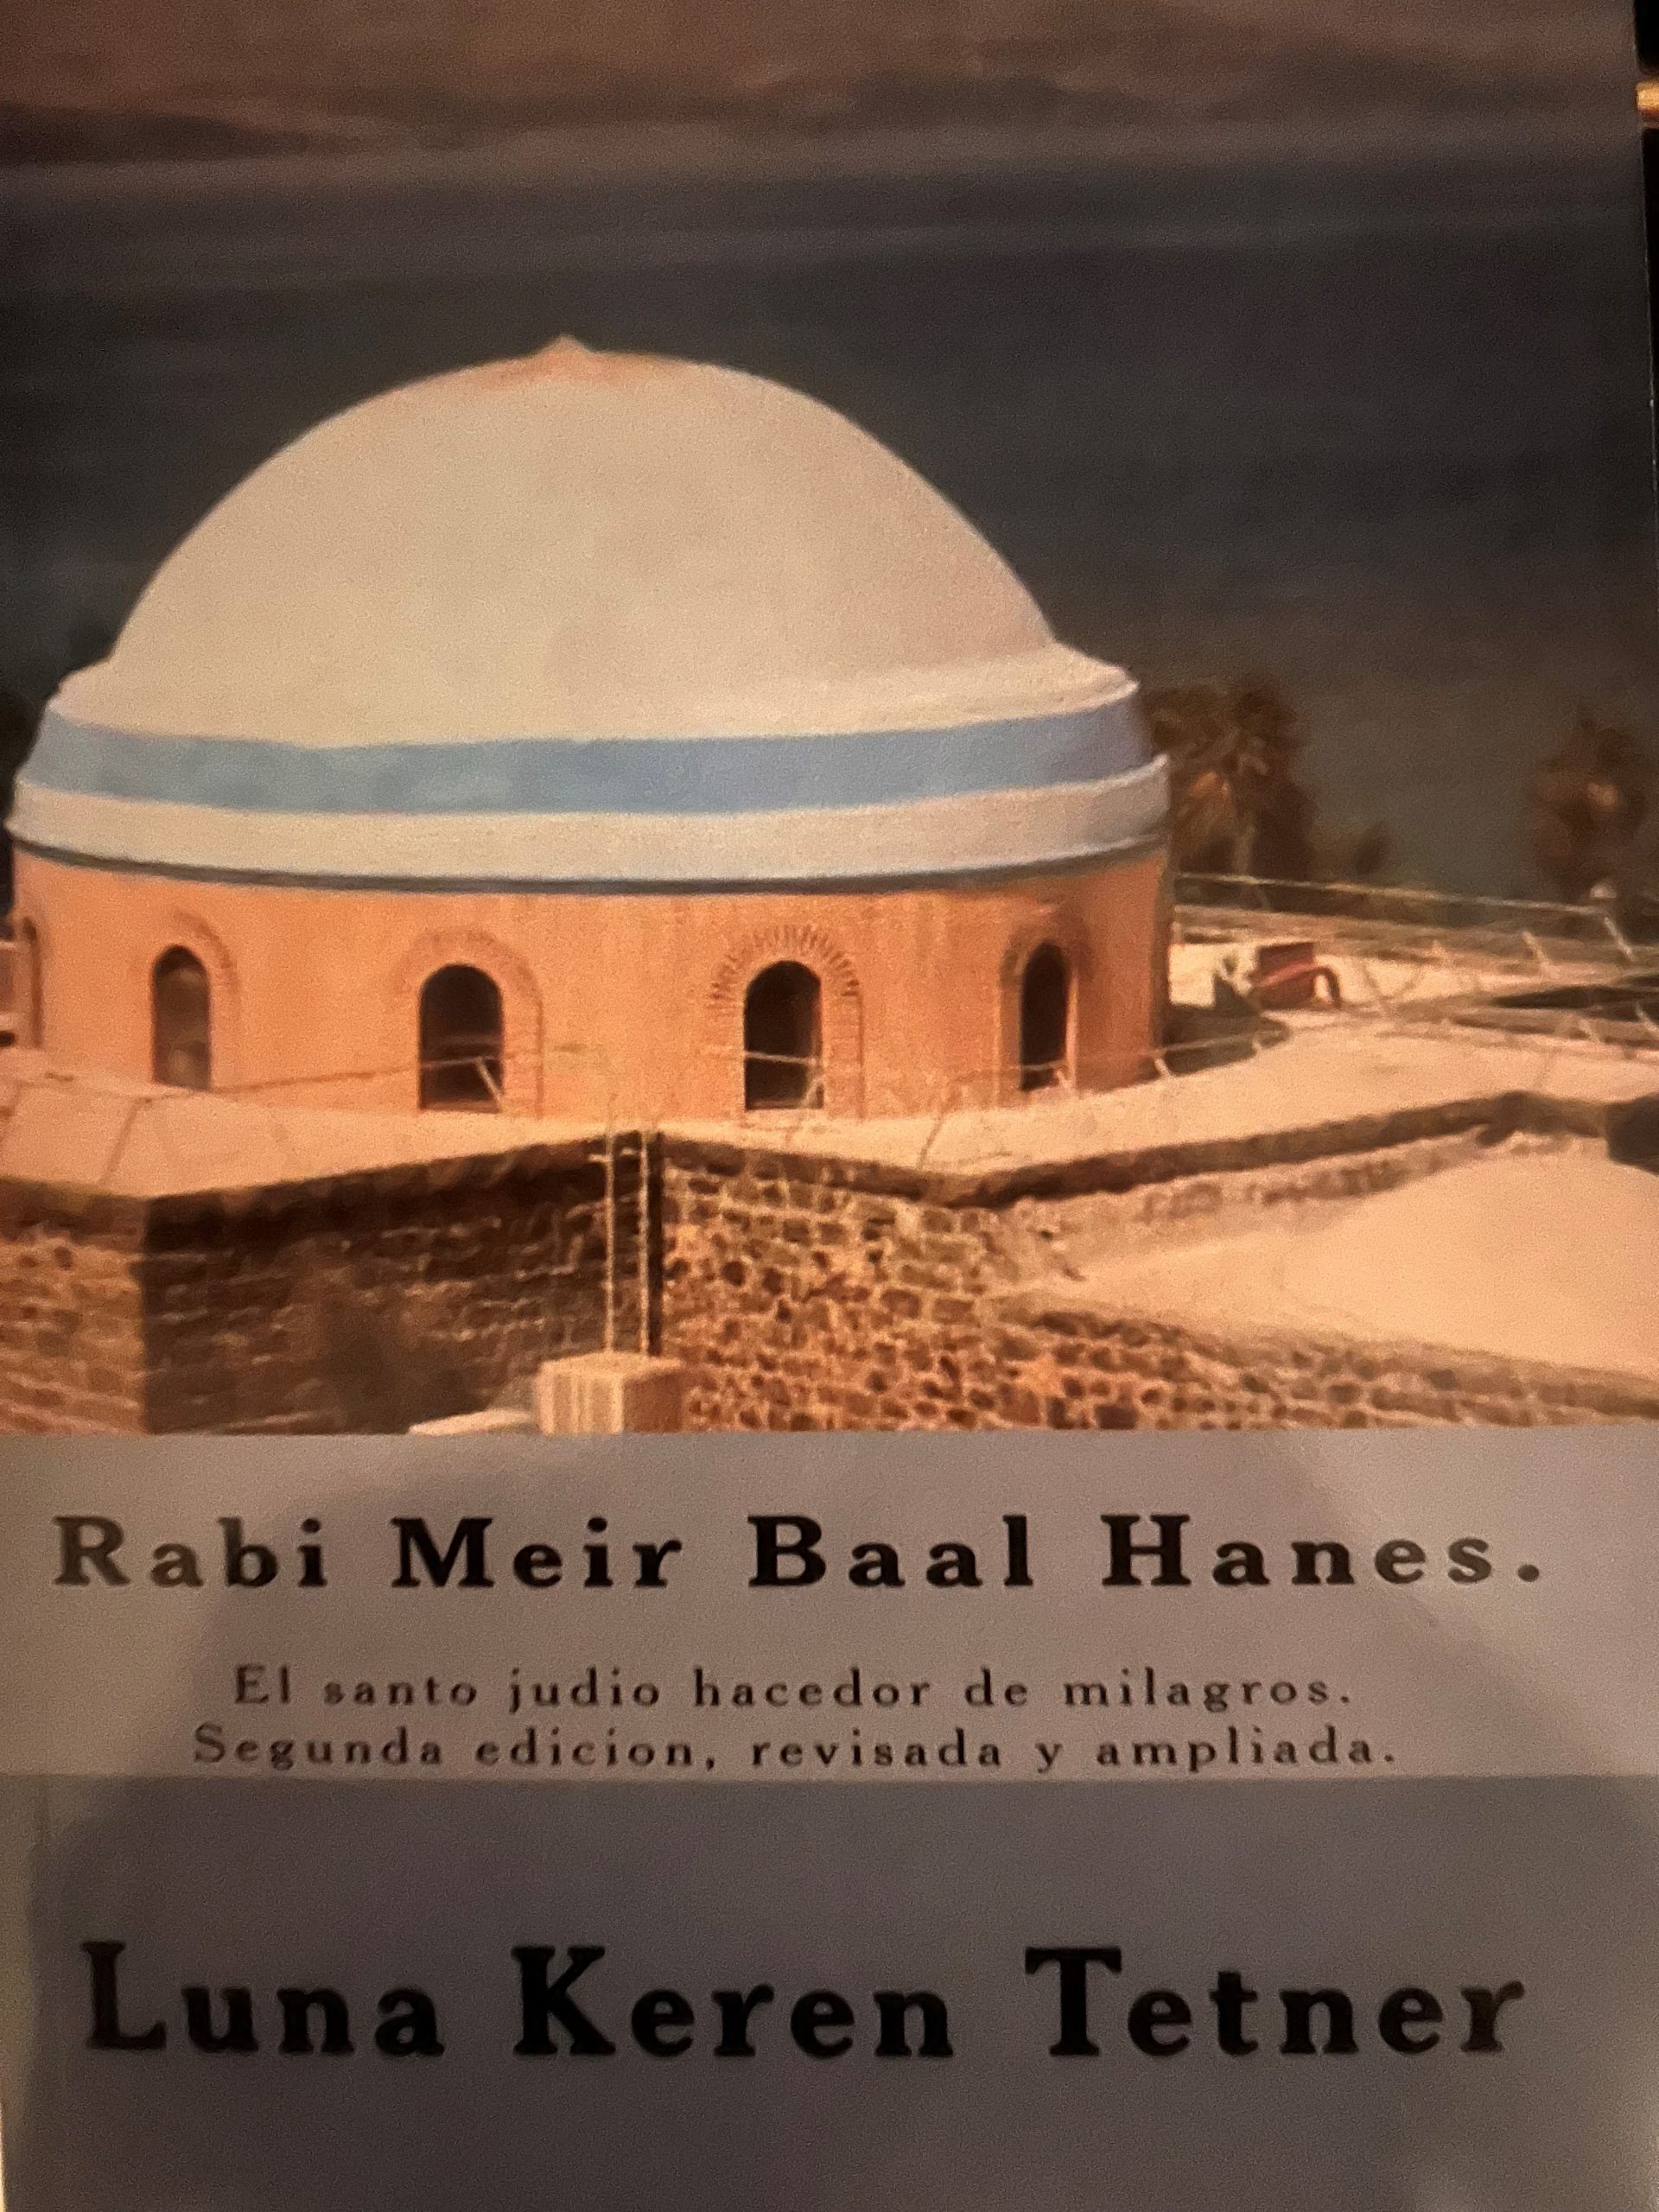 Rabi Meir Baal Hanes.
El santo judio hacedor de milagros.
Segunda edicion, revisada y ampliada.
Luna Keren Tetner